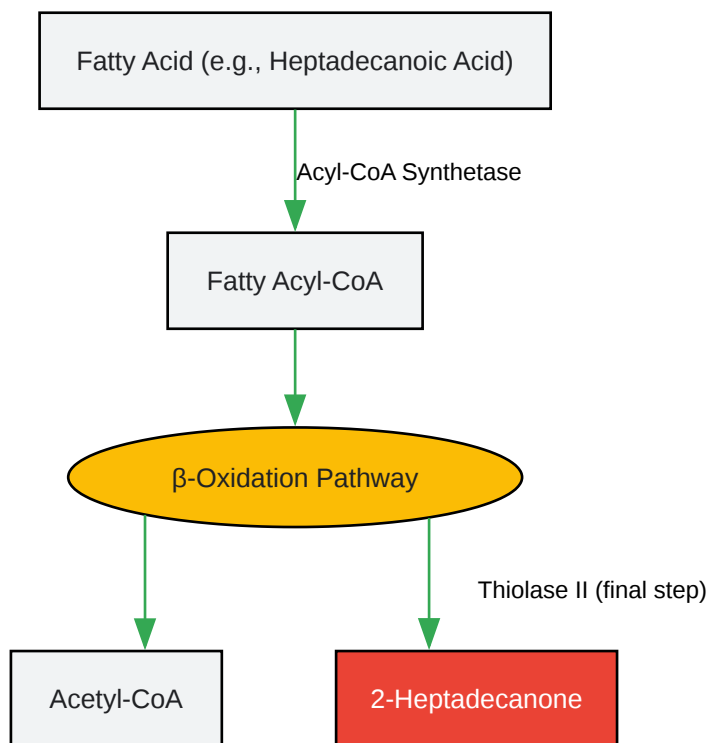 Fatty Acid (e.g., Heptadecanoic Acid)
Acyl-CoA Synthetase
Fatty Acyl-CoA
β-Oxidation Pathway
Thiolase II (final step)
Acetyl-CoA
2-Heptadecanone